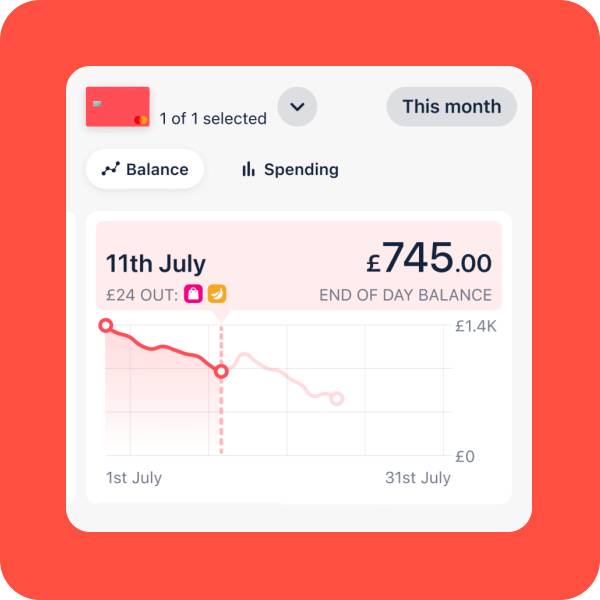 1 of 1 selected
This month
Balance
Spending
11th July
£745.00
£24 OUT:
END OF DAY BALANCE
£1.4K
£0
1st July
31st July